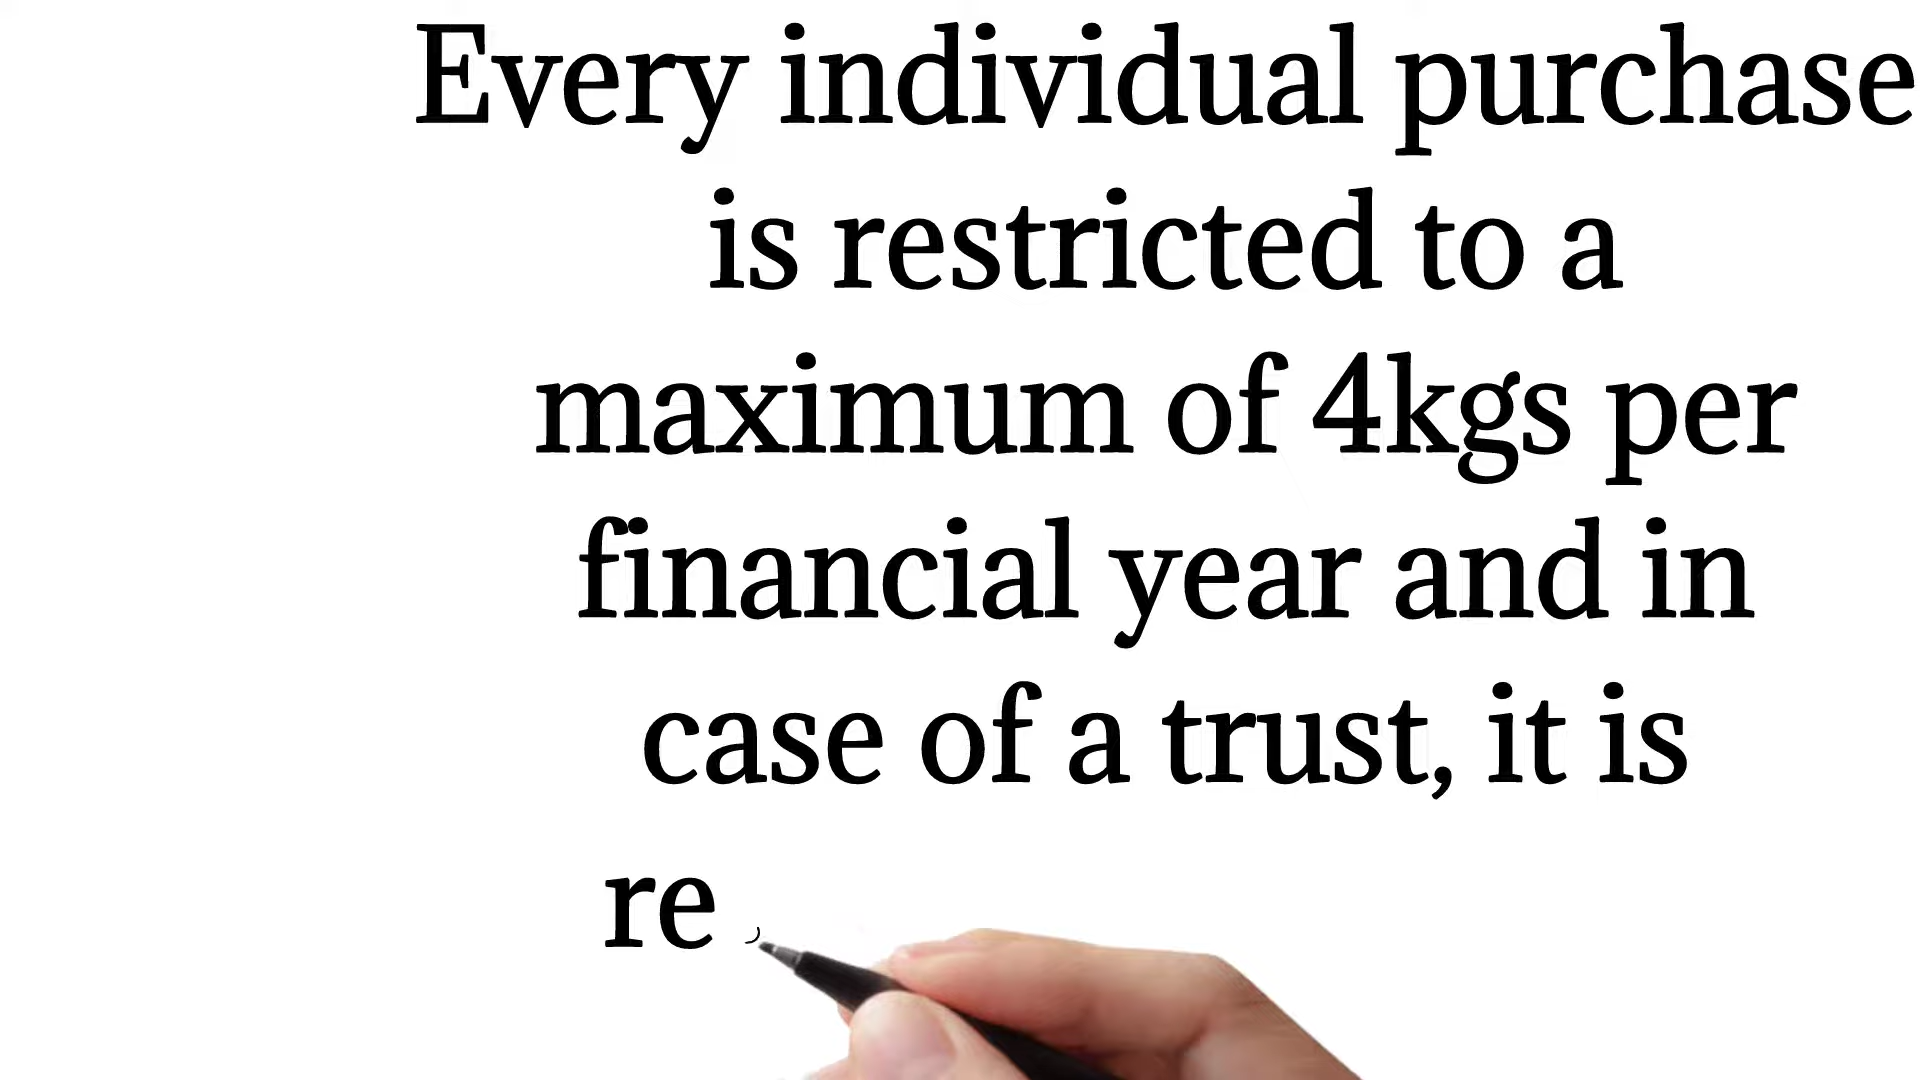 Every individual purchase
is restricted to a
maximum of 4kgs per
financial year and in
case of a trust, it is
re